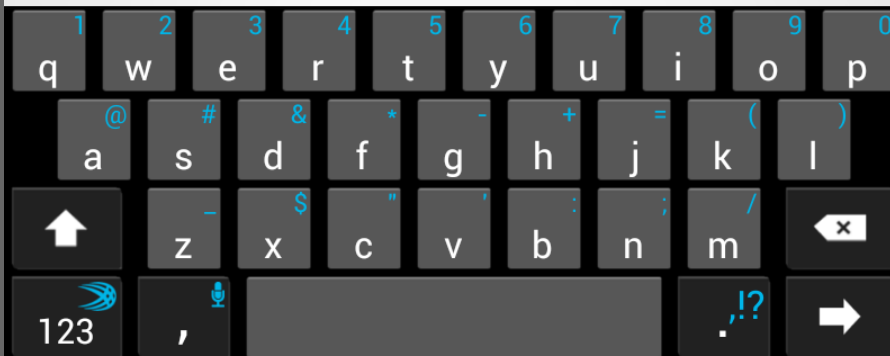 1 2 3 4 5 6 7 8 9 0
q w e r t y u i o p
@ # & * - + = ( )
a s d f g h j k l
_ $ " ' : ; /
z x c v b n m
,!?
123 , .